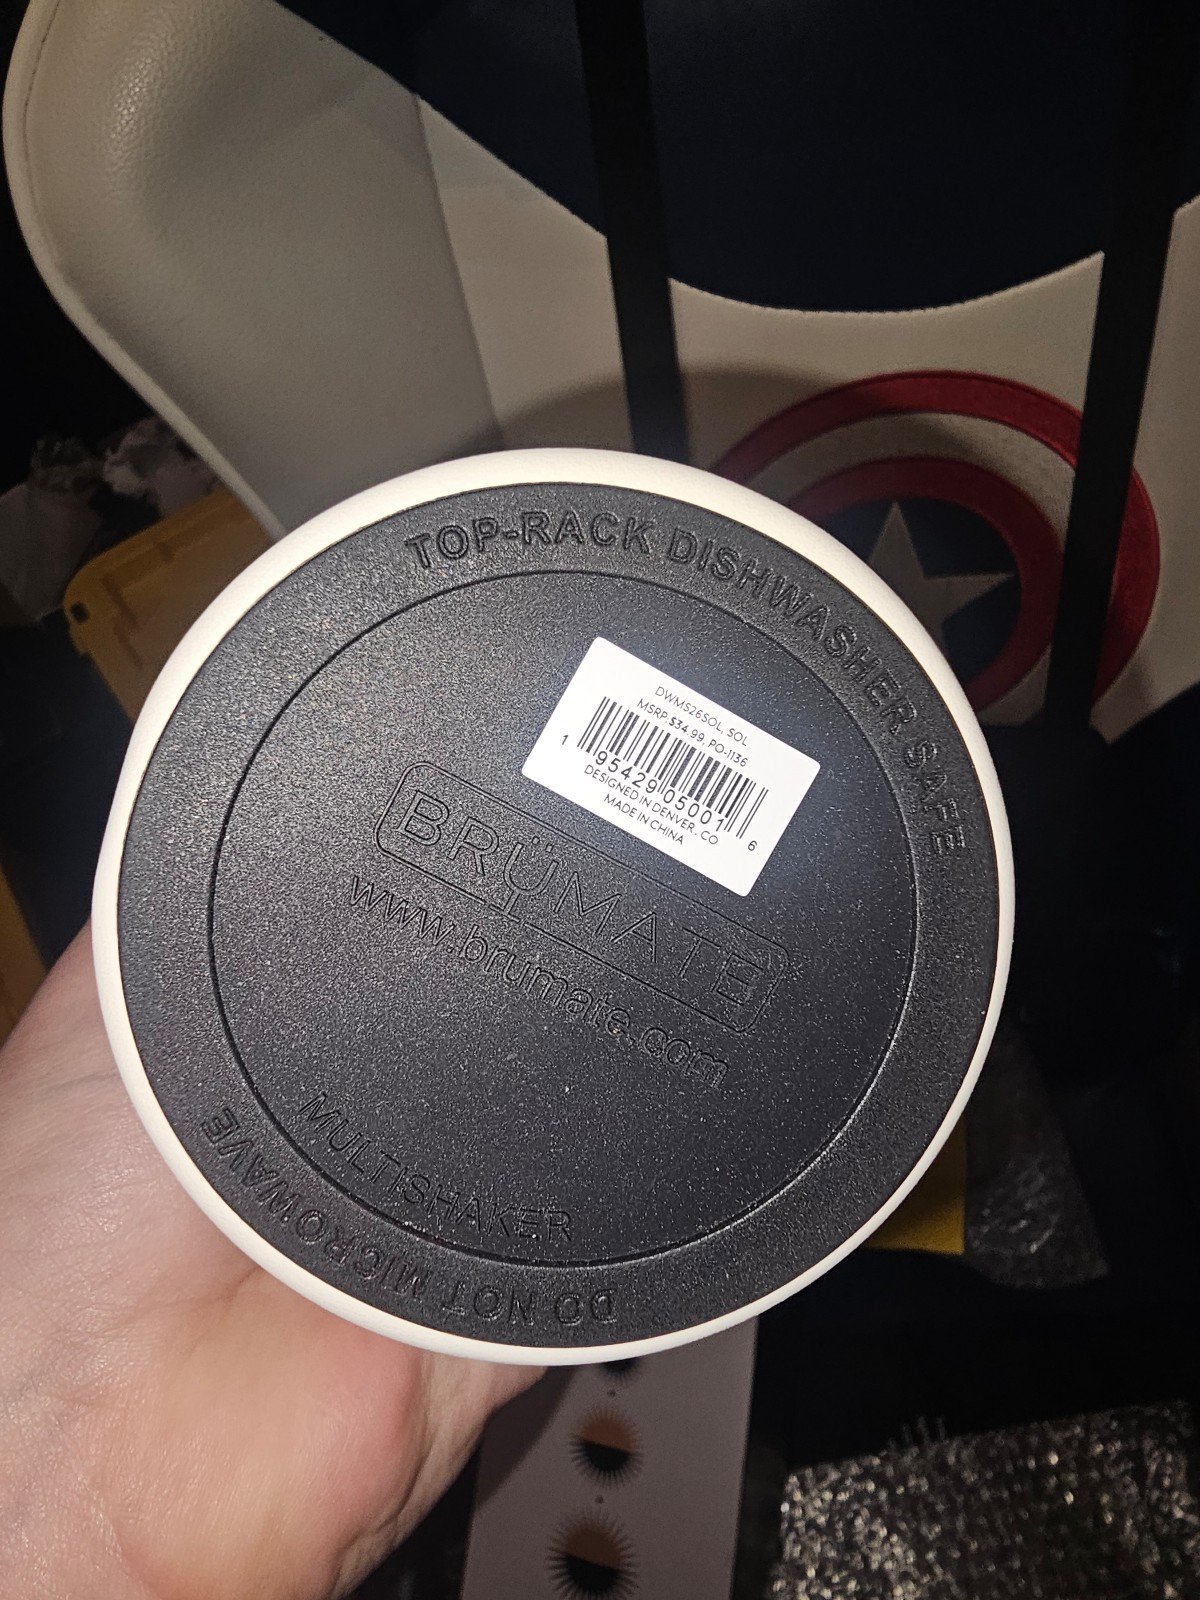 TOP-RACK DISHWASHER SAFE
DWMS26SOL, SOL
MSRP $34.99, PO-1136
1 95429 05001 6
DESIGNED IN DENVER, CO
MADE IN CHINA
BRÜMATE
www.brumate.com
MULTISHAKER
DO NOT MICROWAVE